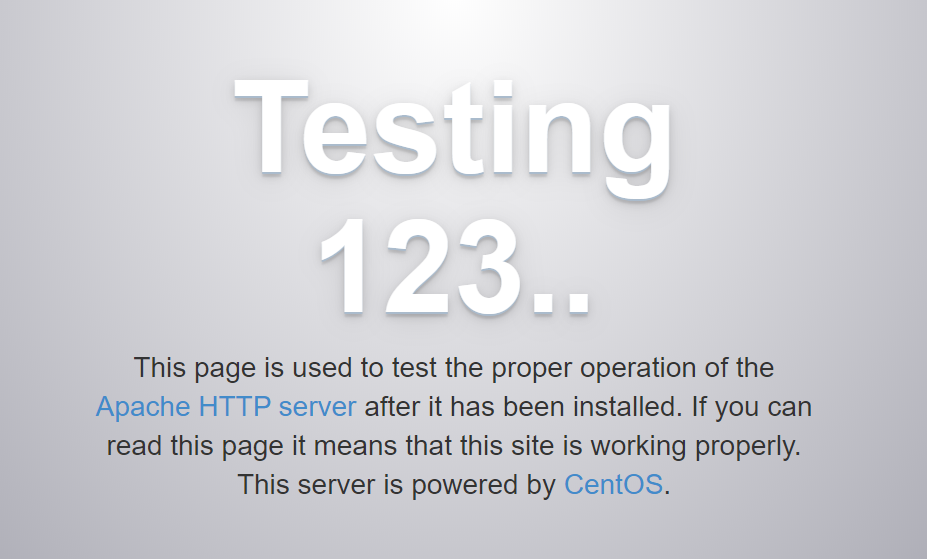 Testing
123..
This page is used to test the proper operation of the
Apache HTTP server after it has been installed. If you can
read this page it means that this site is working properly.
This server is powered by CentOS.